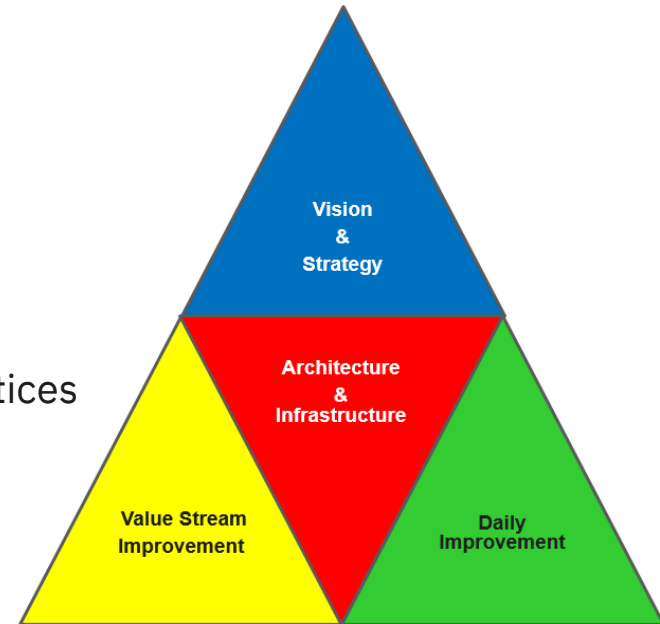 Vision
&
Strategy
Architecture
&
Infrastructure
tices
Value Stream
Improvement
Daily
Improvement